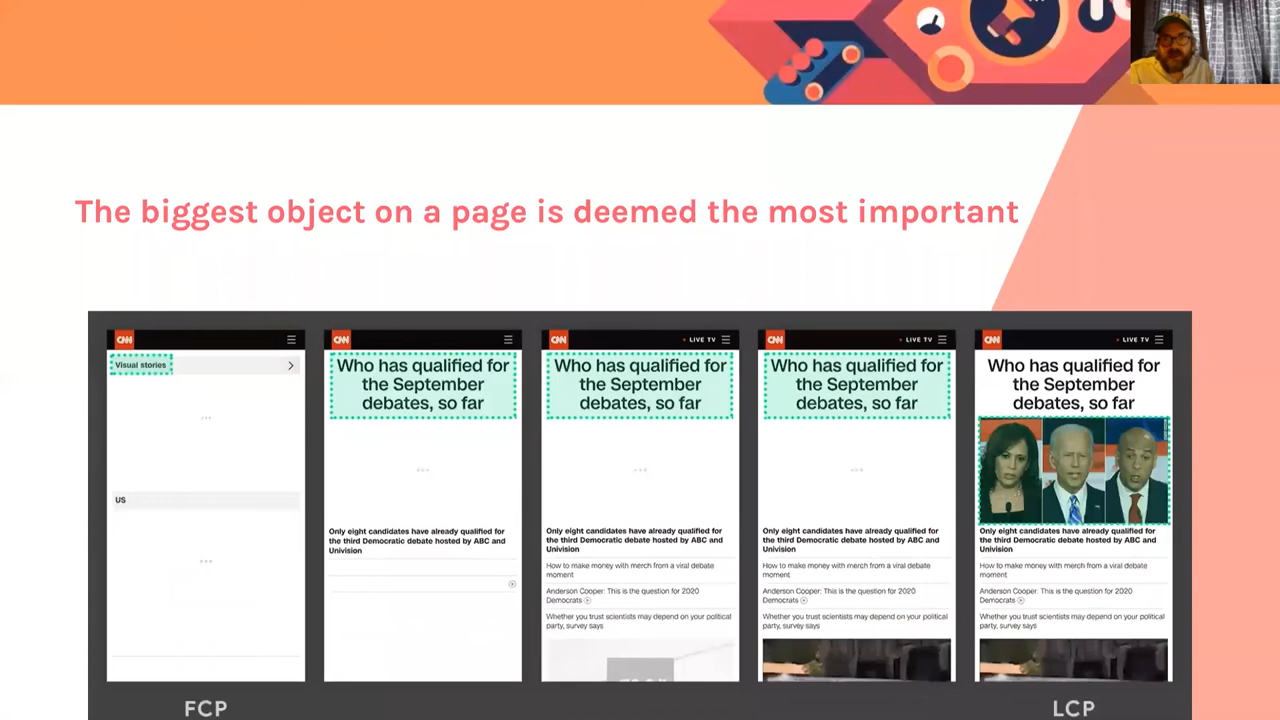 The biggest object on a page is deemed the most important
CNN
Visual stories
US
FCP
CNN
Who has qualified for
the September
debates, so far
Only eight candidates have already qualified for
the third Democratic debate hosted by ABC and
Univision
CNN
LIVE TV
Who has qualified for
the September
debates, so far
Only eight candidates have already qualified for
the third Democratic debate hosted by ABC and
Univision
How to make money with merch from a viral debate
moment
Anderson Cooper: This is the question for 2020
Democrats
Whether you trust scientists may depend on your political
party, survey says
CNN
LIVE TV
Who has qualified for
the September
debates, so far
Only eight candidates have already qualified for
the third Democratic debate hosted by ABC and
Univision
How to make money with merch from a viral debate
moment
Anderson Cooper: This is the question for 2020
Democrats
Whether you trust scientists may depend on your political
party, survey says
CNN
LIVE TV
Who has qualified for
the September
debates, so far
Only eight candidates have already qualified for
the third Democratic debate hosted by ABC and
Univision
How to make money with merch from a viral debate
moment
Anderson Cooper: This is the question for 2020
Democrats
Whether you trust scientists may depend on your political
party, survey says
LCP